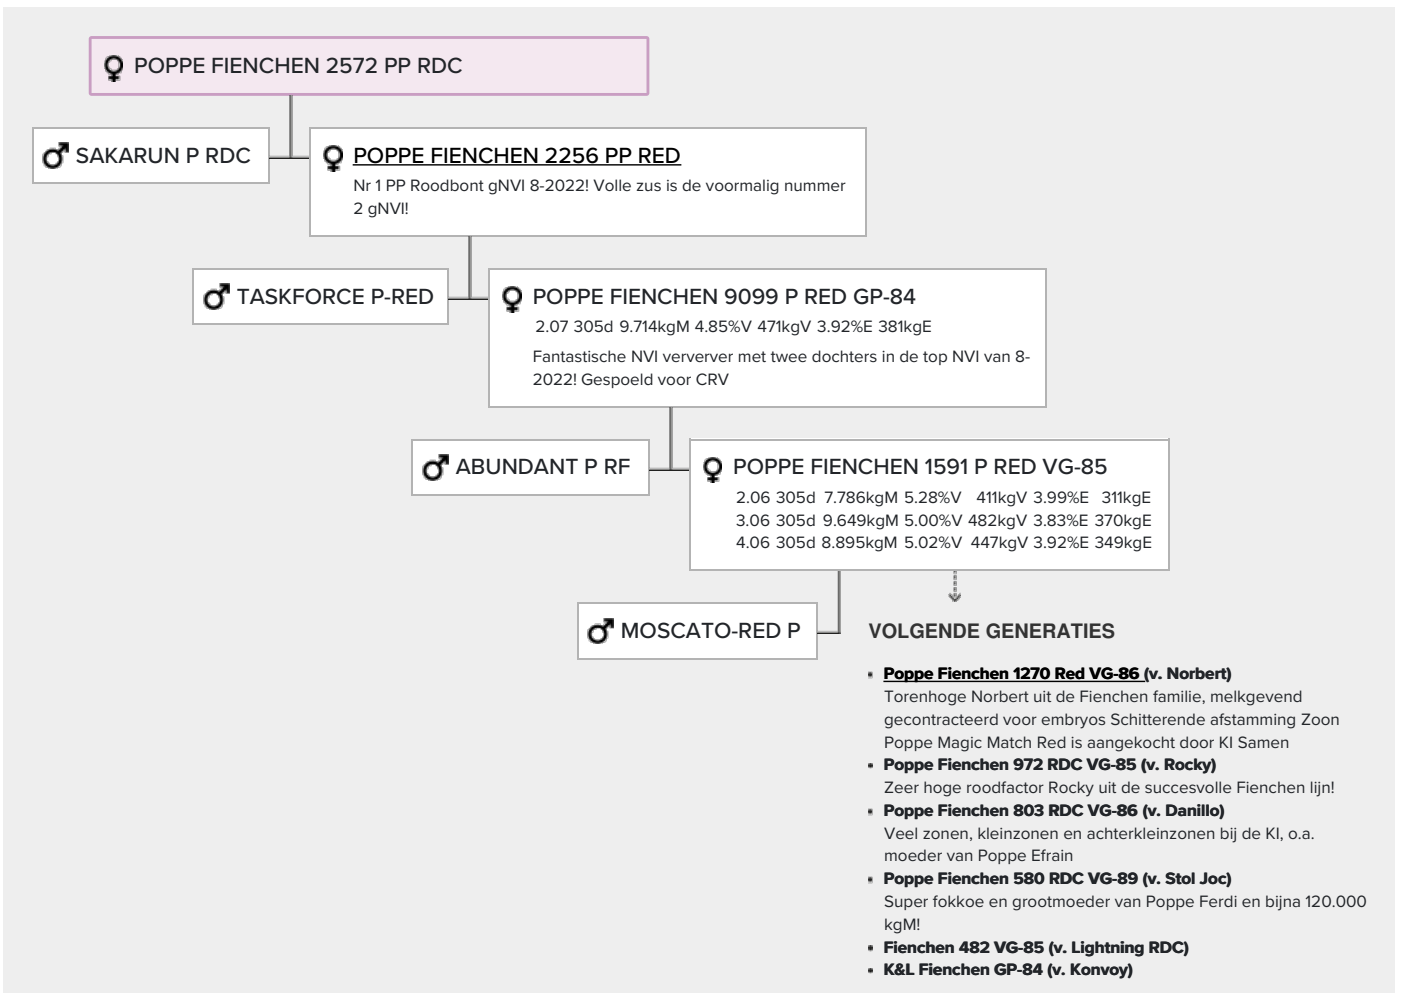 POPPE FIENCHEN 2572 PP RDC
SAKARUN P RDC
POPPE FIENCHEN 2256 PP RED
Nr 1 PP Roodbont gNVI 8-2022! Volle zus is de voormalig nummer
2 gNVI!
TASKFORCE P-RED
POPPE FIENCHEN 9099 P RED GP-84
2.07 305d 9.714kgM 4.85%V 471kgV 3.92%E 381kgE
Fantastische NVI ververver met twee dochters in de top NVI van 8-
2022! Gespoeld voor CRV
ABUNDANT P RF
POPPE FIENCHEN 1591 P RED VG-85
2.06 305d 7.786kgM 5.28%V 411kgV 3.99%E 311kgE
3.06 305d 9.649kgM 5.00%V 482kgV 3.83%E 370kgE
4.06 305d 8.895kgM 5.02%V 447kgV 3.92%E 349kgE
MOSCATO-RED P
VOLGENDE GENERATIES
Poppe Fienchen 1270 Red VG-86 (v. Norbert)
Torenhoge Norbert uit de Fienchen familie, melkgevend
gecontracteerd voor embryos Schitterende afstamming Zoon
Poppe Magic Match Red is aangekocht door KI Samen
Poppe Fienchen 972 RDC VG-85 (v. Rocky)
Zeer hoge roodfactor Rocky uit de succesvolle Fienchen lijn!
Poppe Fienchen 803 RDC VG-86 (v. Danillo)
Veel zonen, kleinzonen en achterkleinzonen bij de KI, o.a.
moeder van Poppe Efrain
Poppe Fienchen 580 RDC VG-89 (v. Stol Joc)
Super fokkoe en grootmoeder van Poppe Ferdi en bijna 120.000
kgM!
Fienchen 482 VG-85 (v. Lightning RDC)
K&L Fienchen GP-84 (v. Konvoy)